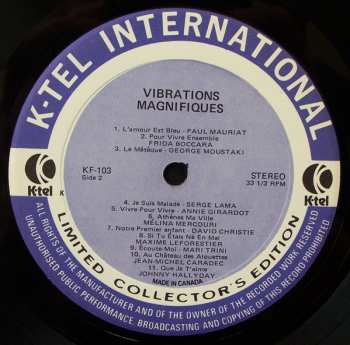 K-TEL INTERNATIONAL
VIBRATIONS
MAGNIFIQUES
1. L'amour Est Bleu - PAUL MAURIAT
2. Pour Vivre Ensemble
FRIDA BOCCARA
3. Le Métèque - GEORGE MOUSTAKI
KF-103
Side 2
STEREO
33 1/3 RPM
K-tel
K
K-tel
4. Je Suis Malade - SERGE LAMA
5. Vivre Pour Vivre - ANNIE GIRARDOT
6. Athènes Ma Ville
MELINA MERCOURI
7. Notre Premier enfant - DAVID CHRISTIE
8. Si Tu Étais Né En Mai
MAXIME LEFORESTIER
9. Ecoute-Moi - MARTI TRINI
10. Au Château des Alouettes
JEAN-MICHEL CARADEC
11. Que Je T'aime
JOHNNY HALLYDAY
MADE IN CANADA
LIMITED COLLECTOR'S EDITION
ALL RIGHTS OF THE MANUFACTURER AND OF THE OWNER OF THE RECORDED WORK RESERVED
UNAUTHORISED PUBLIC PERFORMANCE, BROADCASTING AND COPYING OF THIS RECORD PROHIBITED